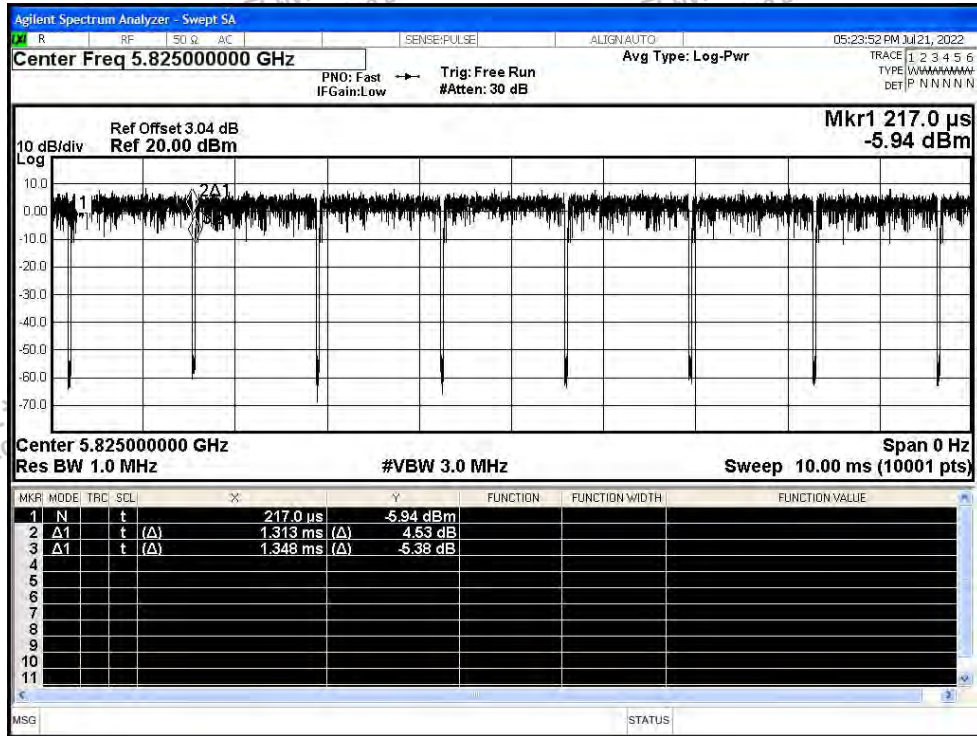 Agilent Spectrum Analyzer - Swept SA
LXI R RF 50 Ω AC SENSE:PULSE ALIGN AUTO 05:23:52 PM Jul 21, 2022
Center Freq 5.825000000 GHz
PNO: Fast
IFGain:Low
Trig: Free Run
#Atten: 30 dB
Avg Type: Log-Pwr
TRACE 1 2 3 4 5 6
TYPE W
DET P N N N N N
Mkr1 217.0 µs
-5.94 dBm
Ref Offset 3.04 dB
10 dB/div Ref 20.00 dBm
Log
10.0
0.00
-10.0
-20.0
-30.0
-40.0
-50.0
-60.0
-70.0
1
2Δ1
Center 5.825000000 GHz Span 0 Hz
Res BW 1.0 MHz #VBW 3.0 MHz Sweep 10.00 ms (10001 pts)
MKR MODE TRC SCL X Y FUNCTION FUNCTION WIDTH FUNCTION VALUE
1 N t 217.0 µs -5.94 dBm
2 Δ1 t (Δ) 1.313 ms (Δ) 4.53 dB
3 Δ1 t (Δ) 1.348 ms (Δ) -5.38 dB
4
5
6
7
8
9
10
11
MSG STATUS